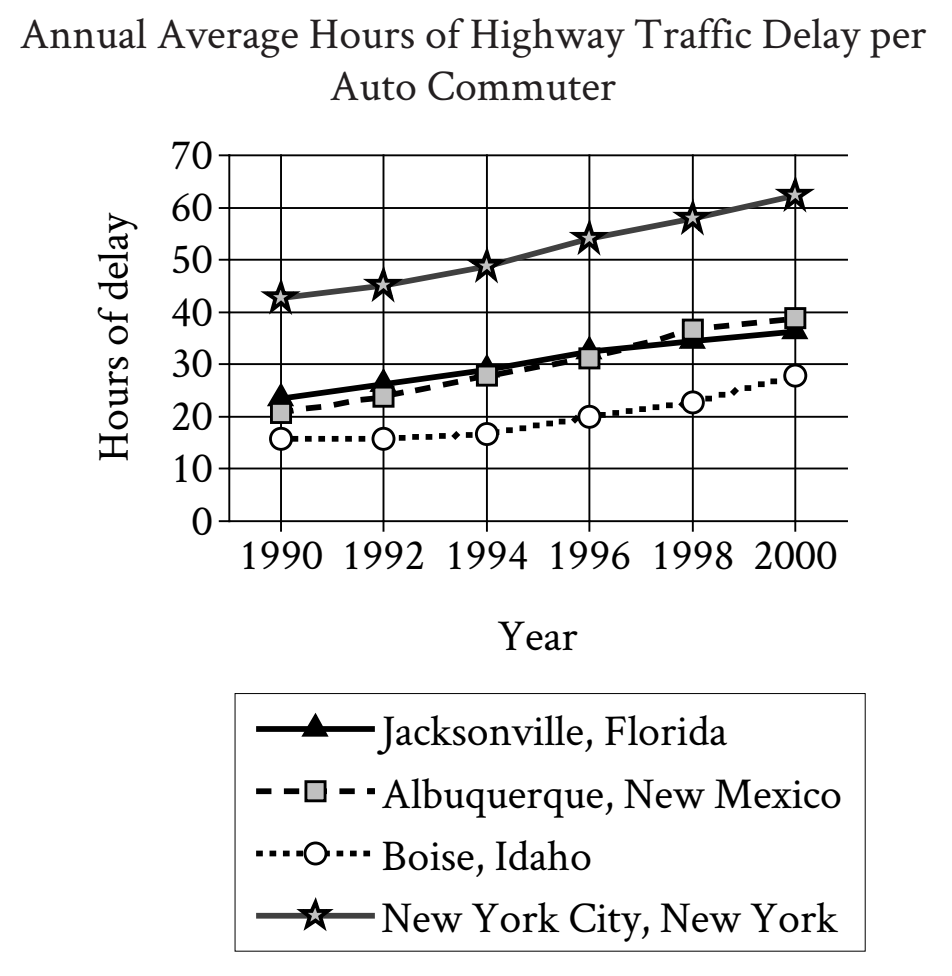 Annual Average Hours of Highway Traffic Delay per
Auto Commuter
Hours of delay
70
60
50
40
30
20
10
0
1990 1992 1994 1996 1998 2000
Year
Jacksonville, Florida
Albuquerque, New Mexico
Boise, Idaho
New York City, New York